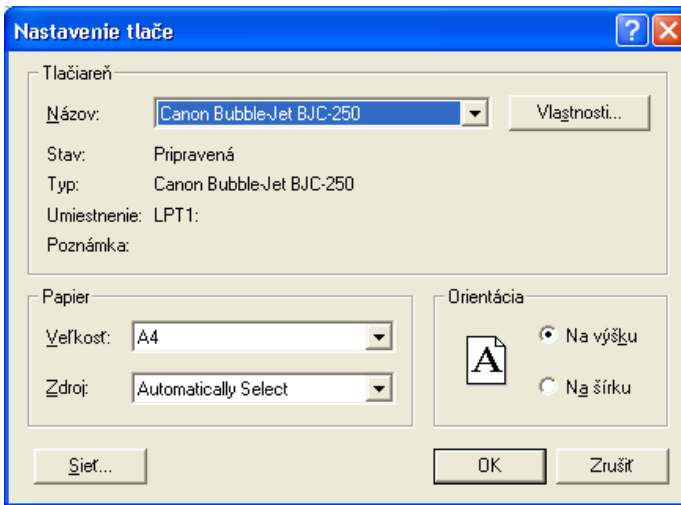 Nastavenie tlače
Tlačiareň
Názov: Canon Bubble-Jet BJC-250 Vlastnosti...
Stav: Pripravená
Typ: Canon Bubble-Jet BJC-250
Umiestnenie: LPT1:
Poznámka:
Papier
Veľkosť: A4
Zdroj: Automatically Select
Orientácia
A
Na výšku
Na šírku
Sieť... OK Zrušiť